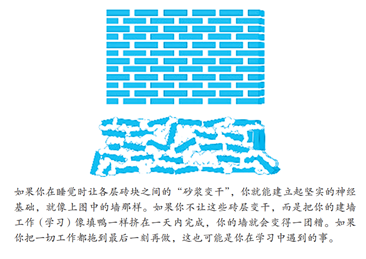 如果你在睡觉时让各层砖块之间的“砂浆变干”，你就能建立起坚实的神经
基础，就像上图中的墙那样。如果你不让这些砖层变干，而是把你的建墙
工作（学习）像填鸭一样挤在一天内完成，你的墙就会变得一团糟。如果
你把一切工作都拖到最后一刻再做，这也可能是你在学习中遇到的事。